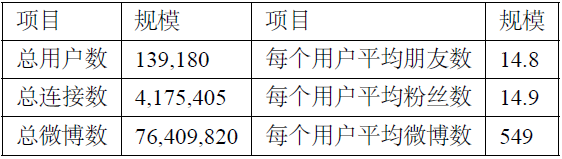 项目 规模 项目 规模
总用户数 139,180 每个用户平均朋友数 14.8
总连接数 4,175,405 每个用户平均粉丝数 14.9
总微博数 76,409,820 每个用户平均微博数 549